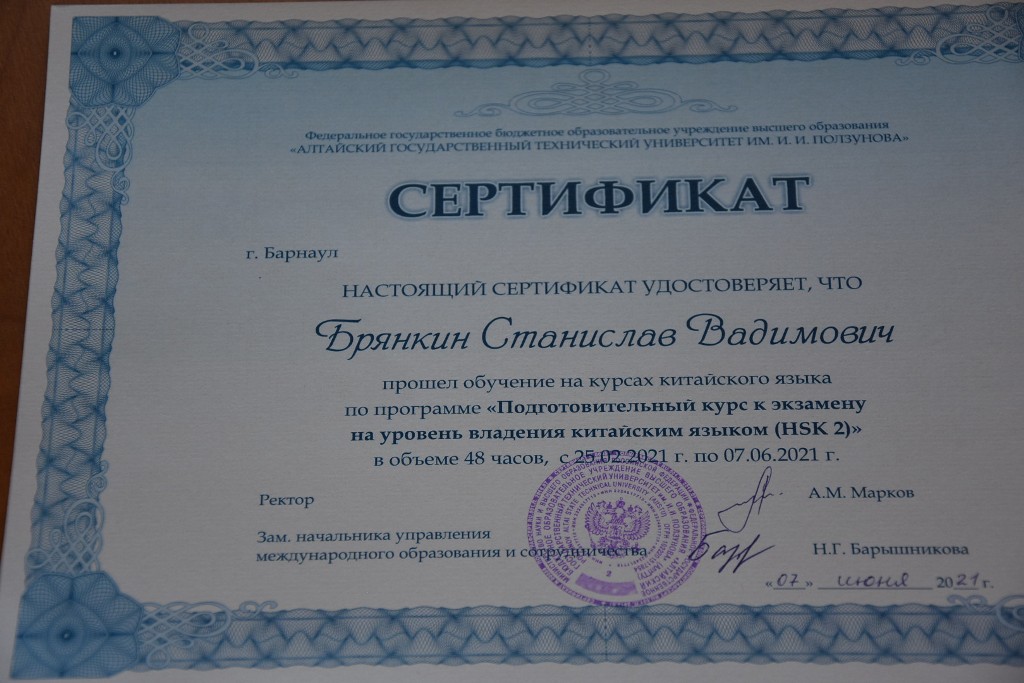 Федеральное государственное бюджетное образовательное учреждение высшего образования
«АЛТАЙСКИЙ ГОСУДАРСТВЕННЫЙ ТЕХНИЧЕСКИЙ УНИВЕРСИТЕТ ИМ. И. И. ПОЛЗУНОВА»
СЕРТИФИКАТ
г. Барнаул
НАСТОЯЩИЙ СЕРТИФИКАТ УДОСТОВЕРЯЕТ, ЧТО
Брянкин Станислав Вадимович
прошел обучение на курсах китайского языка
по программе «Подготовительный курс к экзамену
на уровень владения китайским языком (HSK 2)»
в объеме 48 часов, с 25.02.2021 г. по 07.06.2021 г.
Ректор
А.М. Марков
Зам. начальника управления
международного образования и сотрудничества
Н.Г. Барышникова
«07» июня 2021 г.